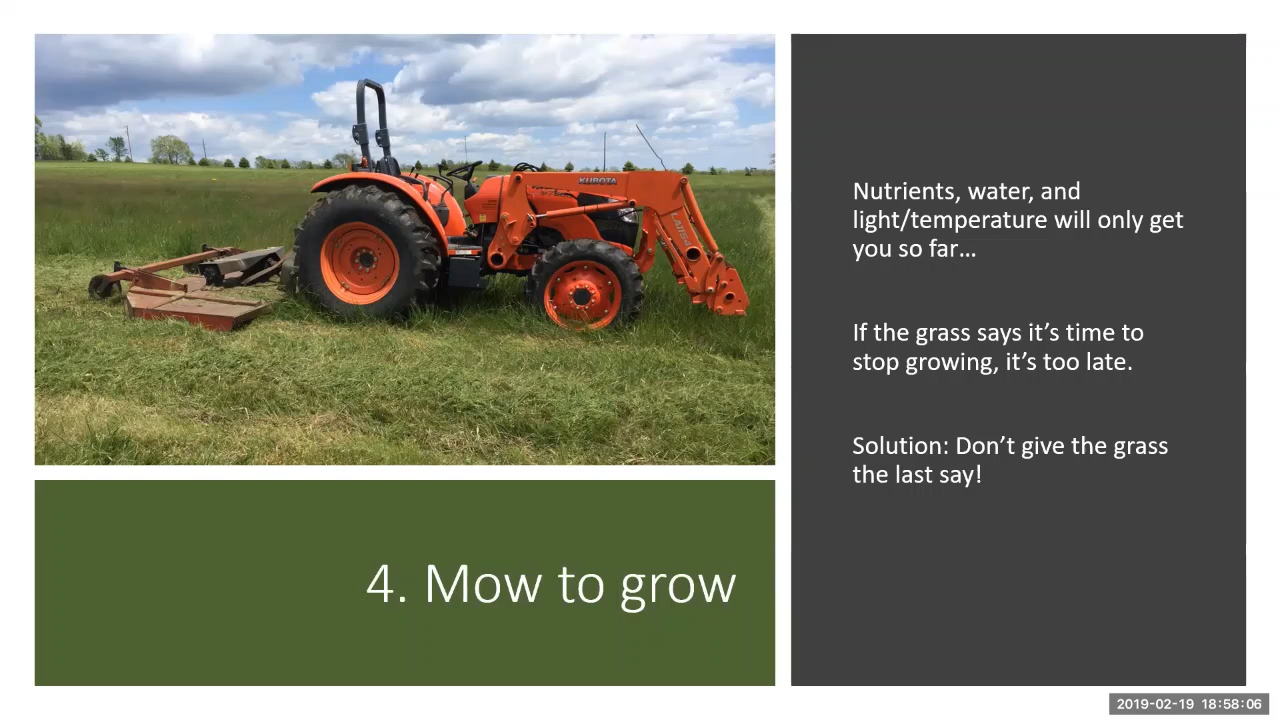 KUBOTA
4. Mow to grow
Nutrients, water, and
light/temperature will only get
you so far…
If the grass says it’s time to
stop growing, it’s too late.
Solution: Don’t give the grass
the last say!
2019-02-19 18:58:06